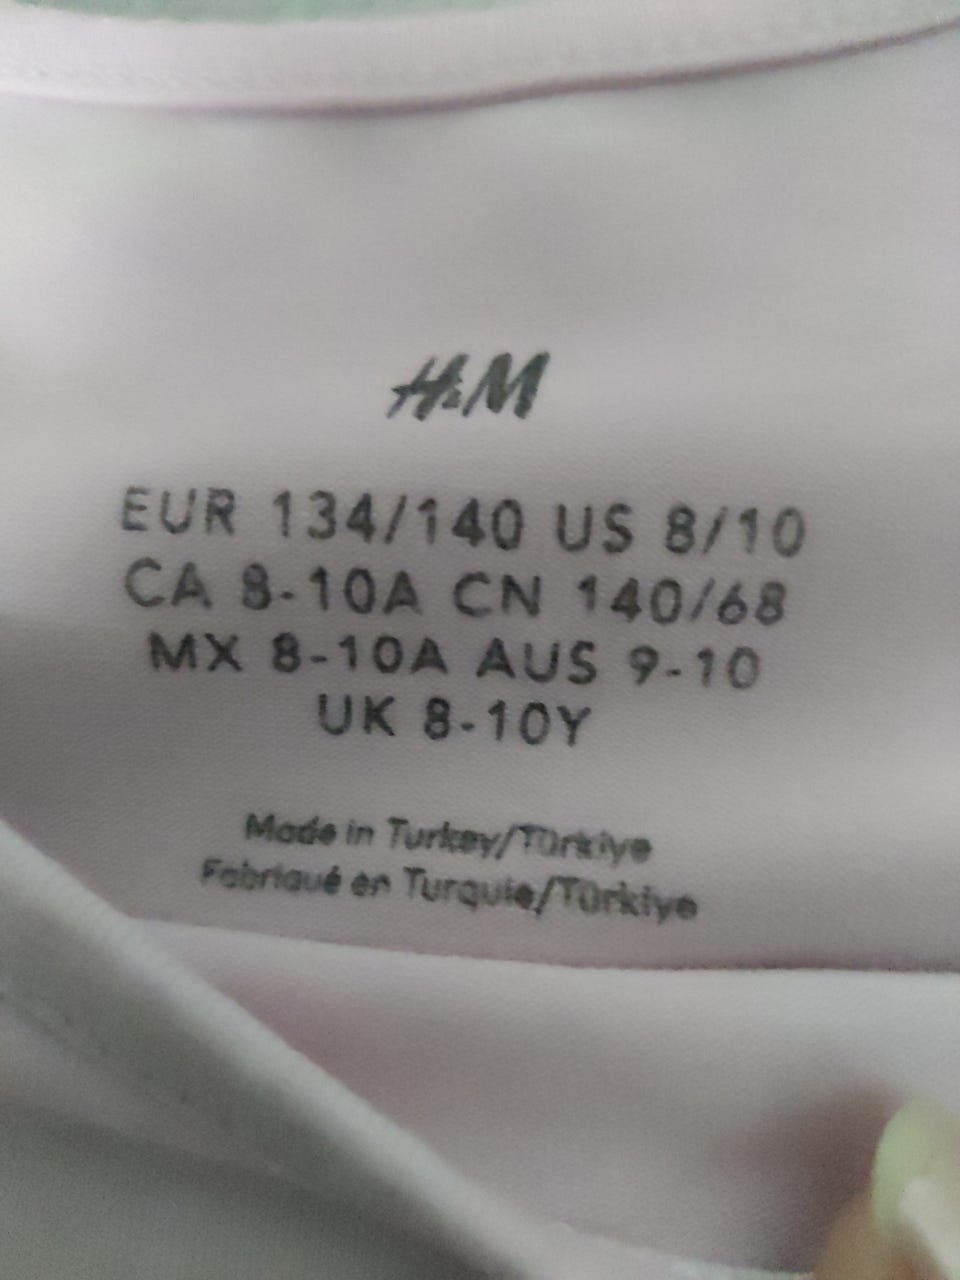 H&M
EUR 134/140 US 8/10
CA 8-10A CN 140/68
MX 8-10A AUS 9-10
UK 8-10Y
Made in Turkey/Türkiye
Fabriqué en Turquie/Türkiye